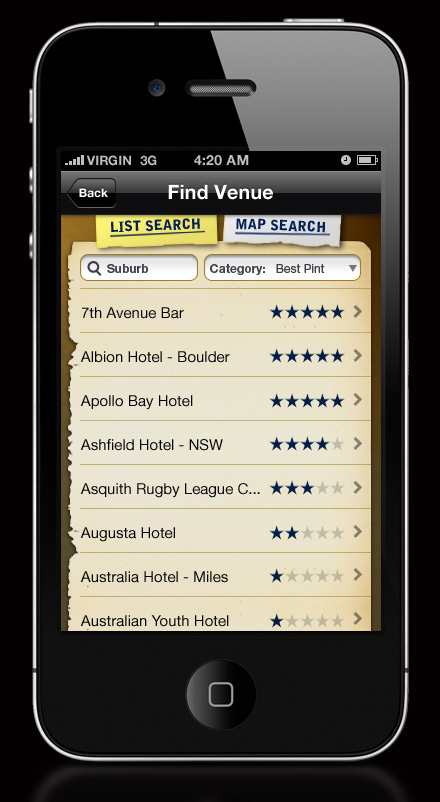 VIRGIN 3G 4:20 AM
Back Find Venue
LIST SEARCH MAP SEARCH
Suburb Category: Best Pint
7th Avenue Bar
Albion Hotel - Boulder
Apollo Bay Hotel
Ashfield Hotel - NSW
Asquith Rugby League C...
Augusta Hotel
Australia Hotel - Miles
Australian Youth Hotel